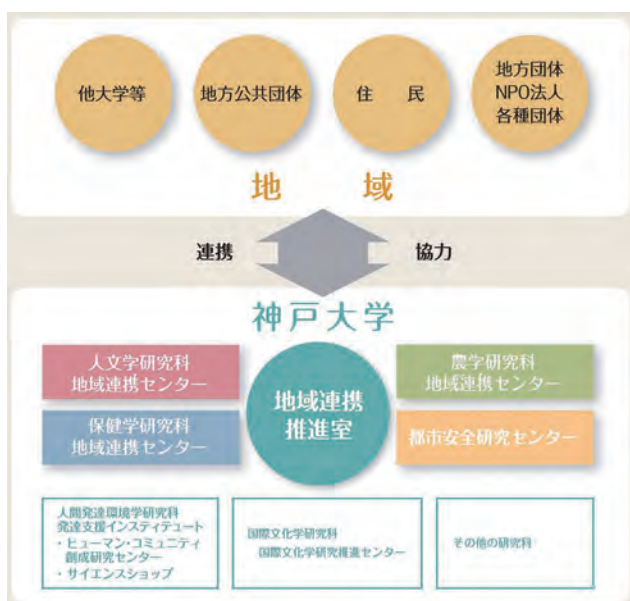 他大学等
地方公共団体
住 民
地方団体
NPO法人
各種団体
地 域
連携
協力
神戸大学
人文学研究科
地域連携センター
農学研究科
地域連携センター
地域連携
推進室
保健学研究科
地域連携センター
都市安全研究センター
人間発達環境学研究科
発達支援インスティテュート
・ヒューマン・コミュニティ
創成研究センター
・サイエンスショップ
国際文化学研究科
国際文化学研究推進センター
その他の研究科